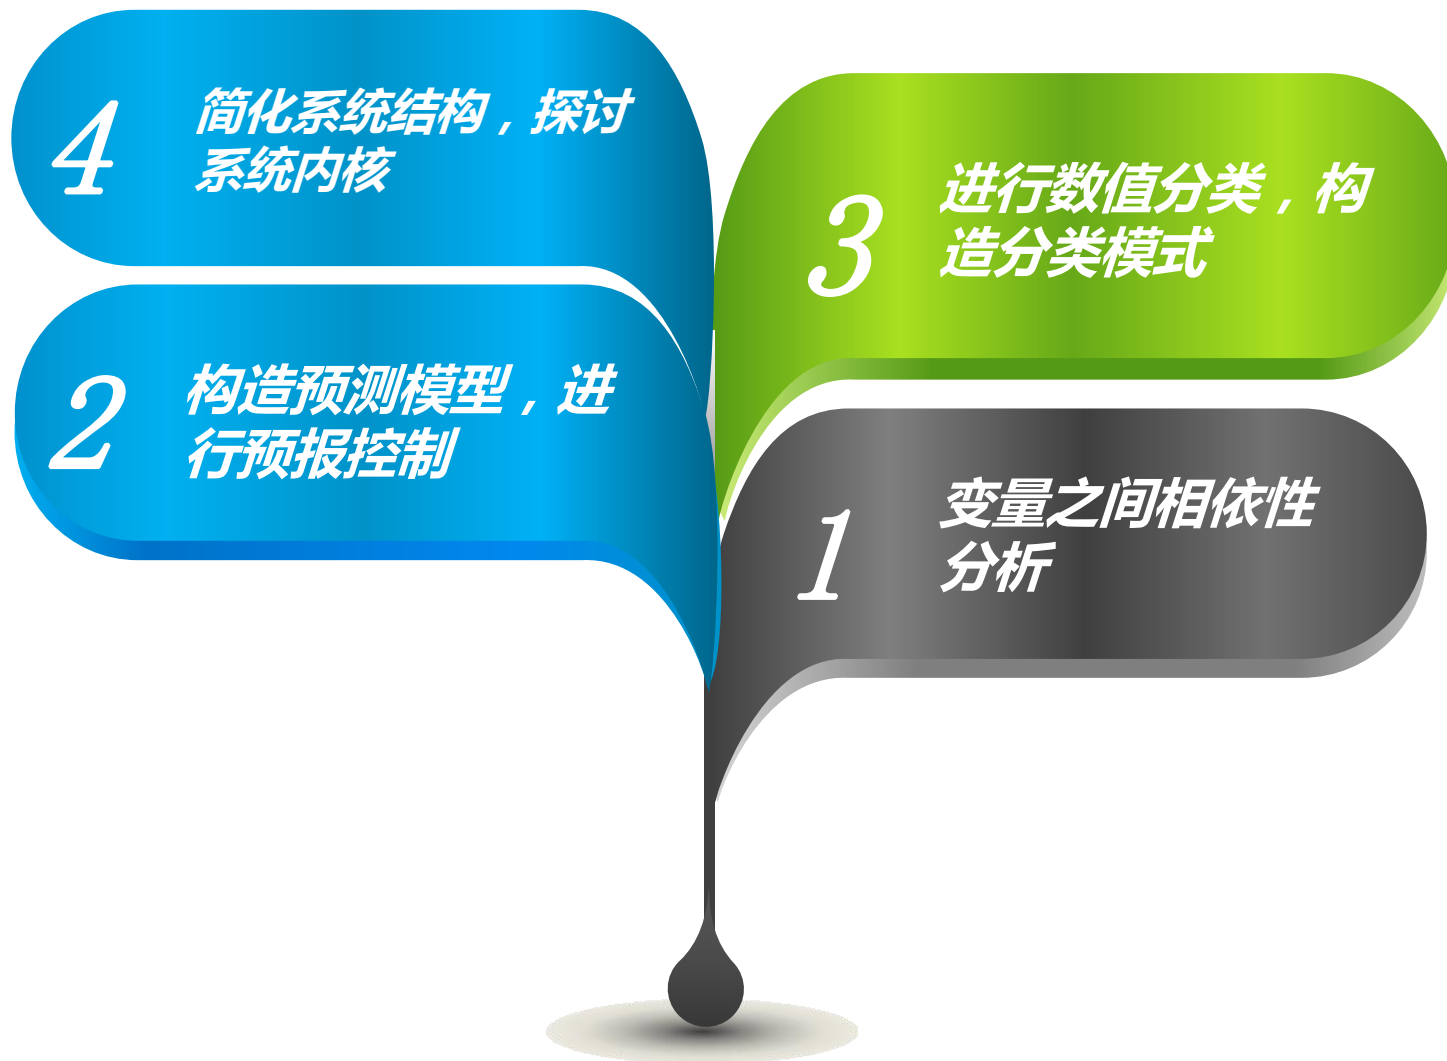 4
简化系统结构，探讨
系统内核
3
进行数值分类，构
造分类模式
2
构造预测模型，进
行预报控制
1
变量之间相依性
分析